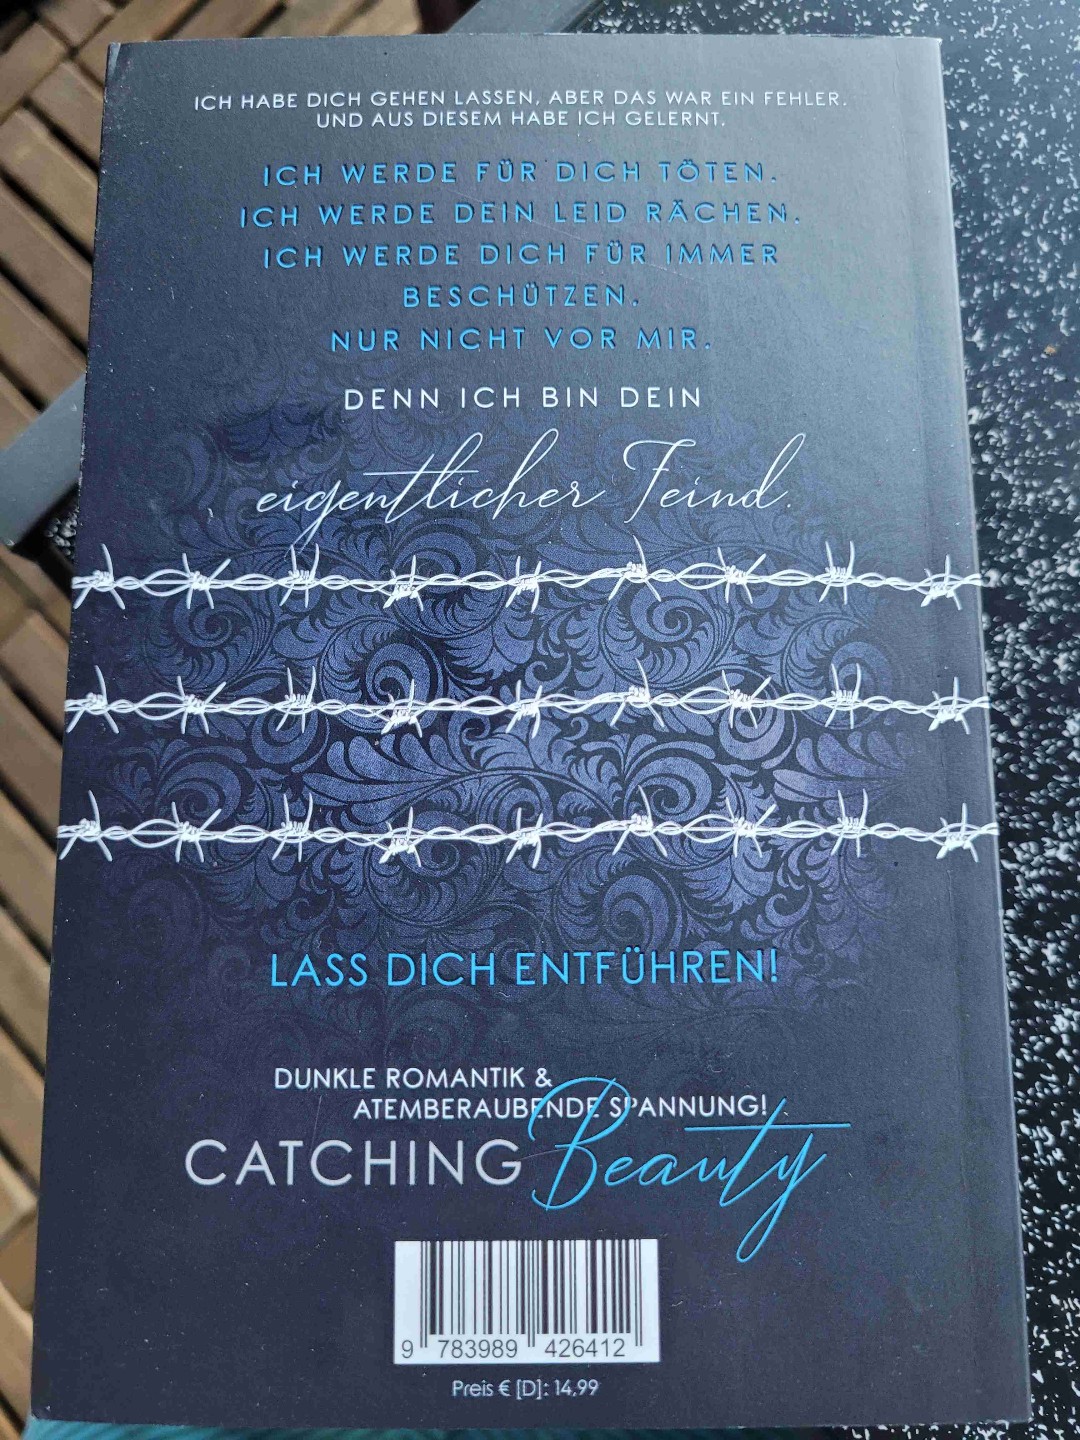 ICH HABE DICH GEHEN LASSEN, ABER DAS WAR EIN FEHLER.
UND AUS DIESEM HABE ICH GELERNT.
ICH WERDE FÜR DICH TÖTEN.
ICH WERDE DEIN LEID RÄCHEN.
ICH WERDE DICH FÜR IMMER
BESCHÜTZEN.
NUR NICHT VOR MIR.
DENN ICH BIN DEIN
eigentlicher Feind.
LASS DICH ENTFÜHREN!
DUNKLE ROMANTIK &
ATEMBERAUBENDE SPANNUNG!
CATCHING Beauty
9 783989 426412
Preis € [D]: 14,99